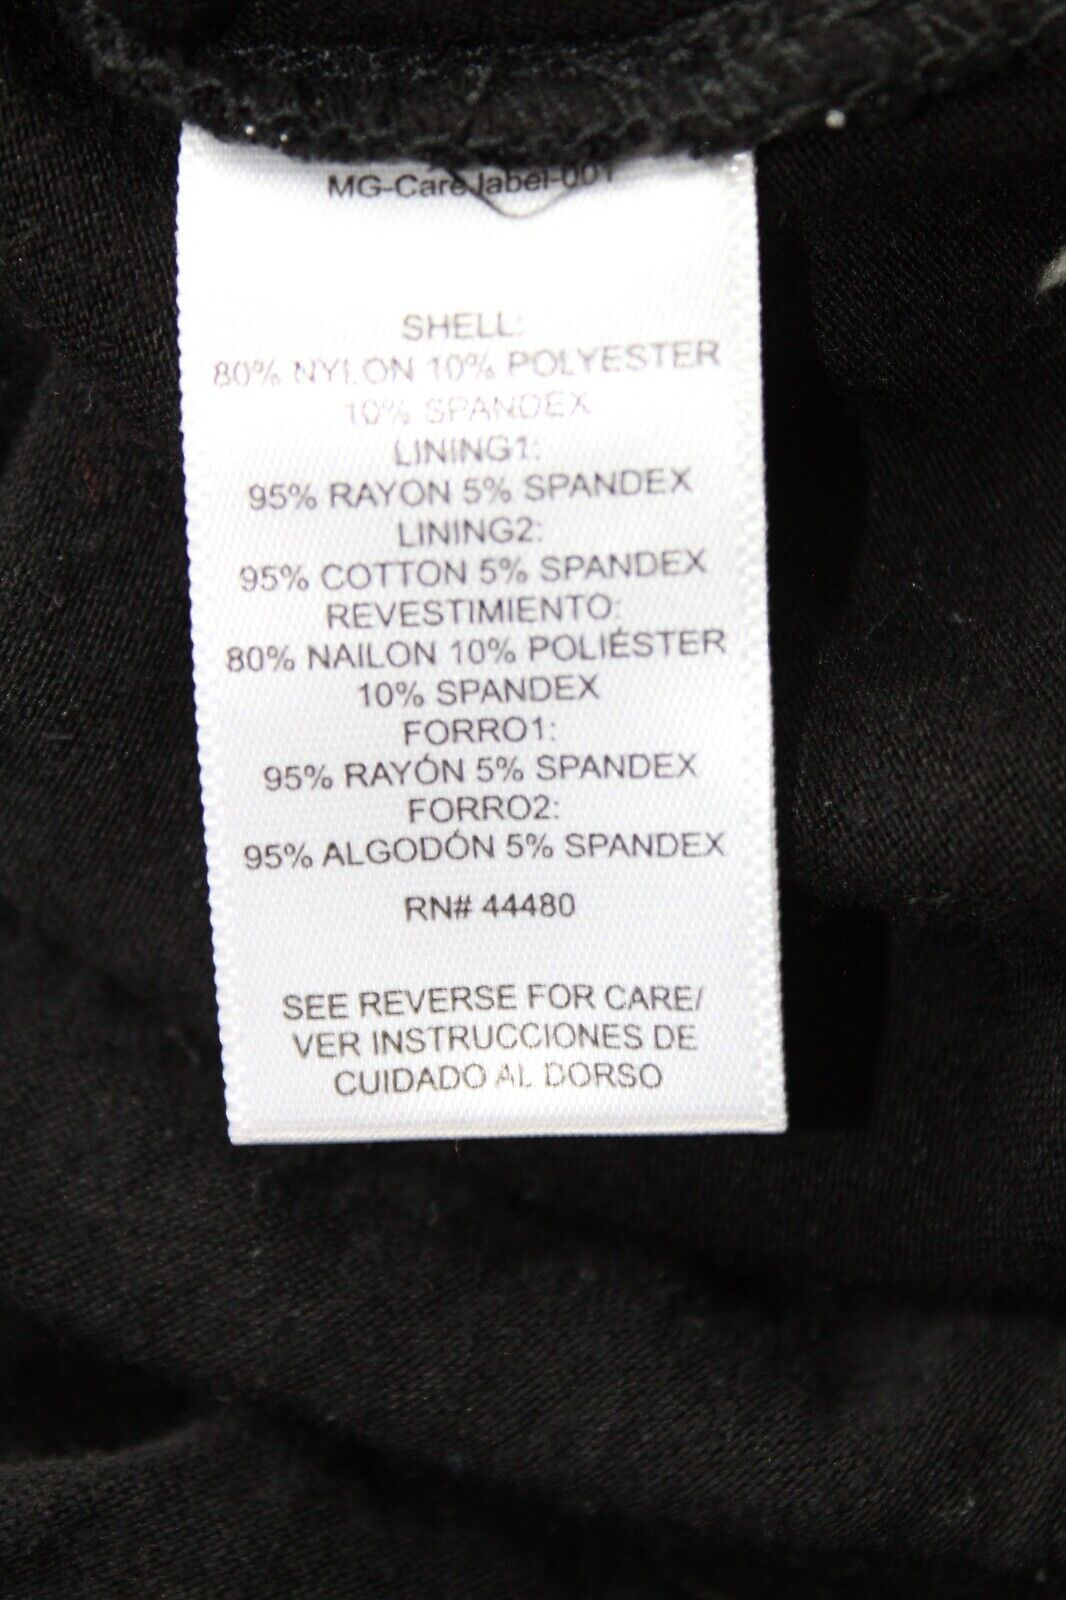 MG-CareLabel-001
SHELL:
80% NYLON 10% POLYESTER
10% SPANDEX
LINING1:
95% RAYON 5% SPANDEX
LINING2:
95% COTTON 5% SPANDEX
REVESTIMIENTO:
80% NAILON 10% POLIÉSTER
10% SPANDEX
FORRO1:
95% RAYÓN 5% SPANDEX
FORRO2:
95% ALGODÓN 5% SPANDEX
RN# 44480
SEE REVERSE FOR CARE/
VER INSTRUCCIONES DE
CUIDADO AL DORSO